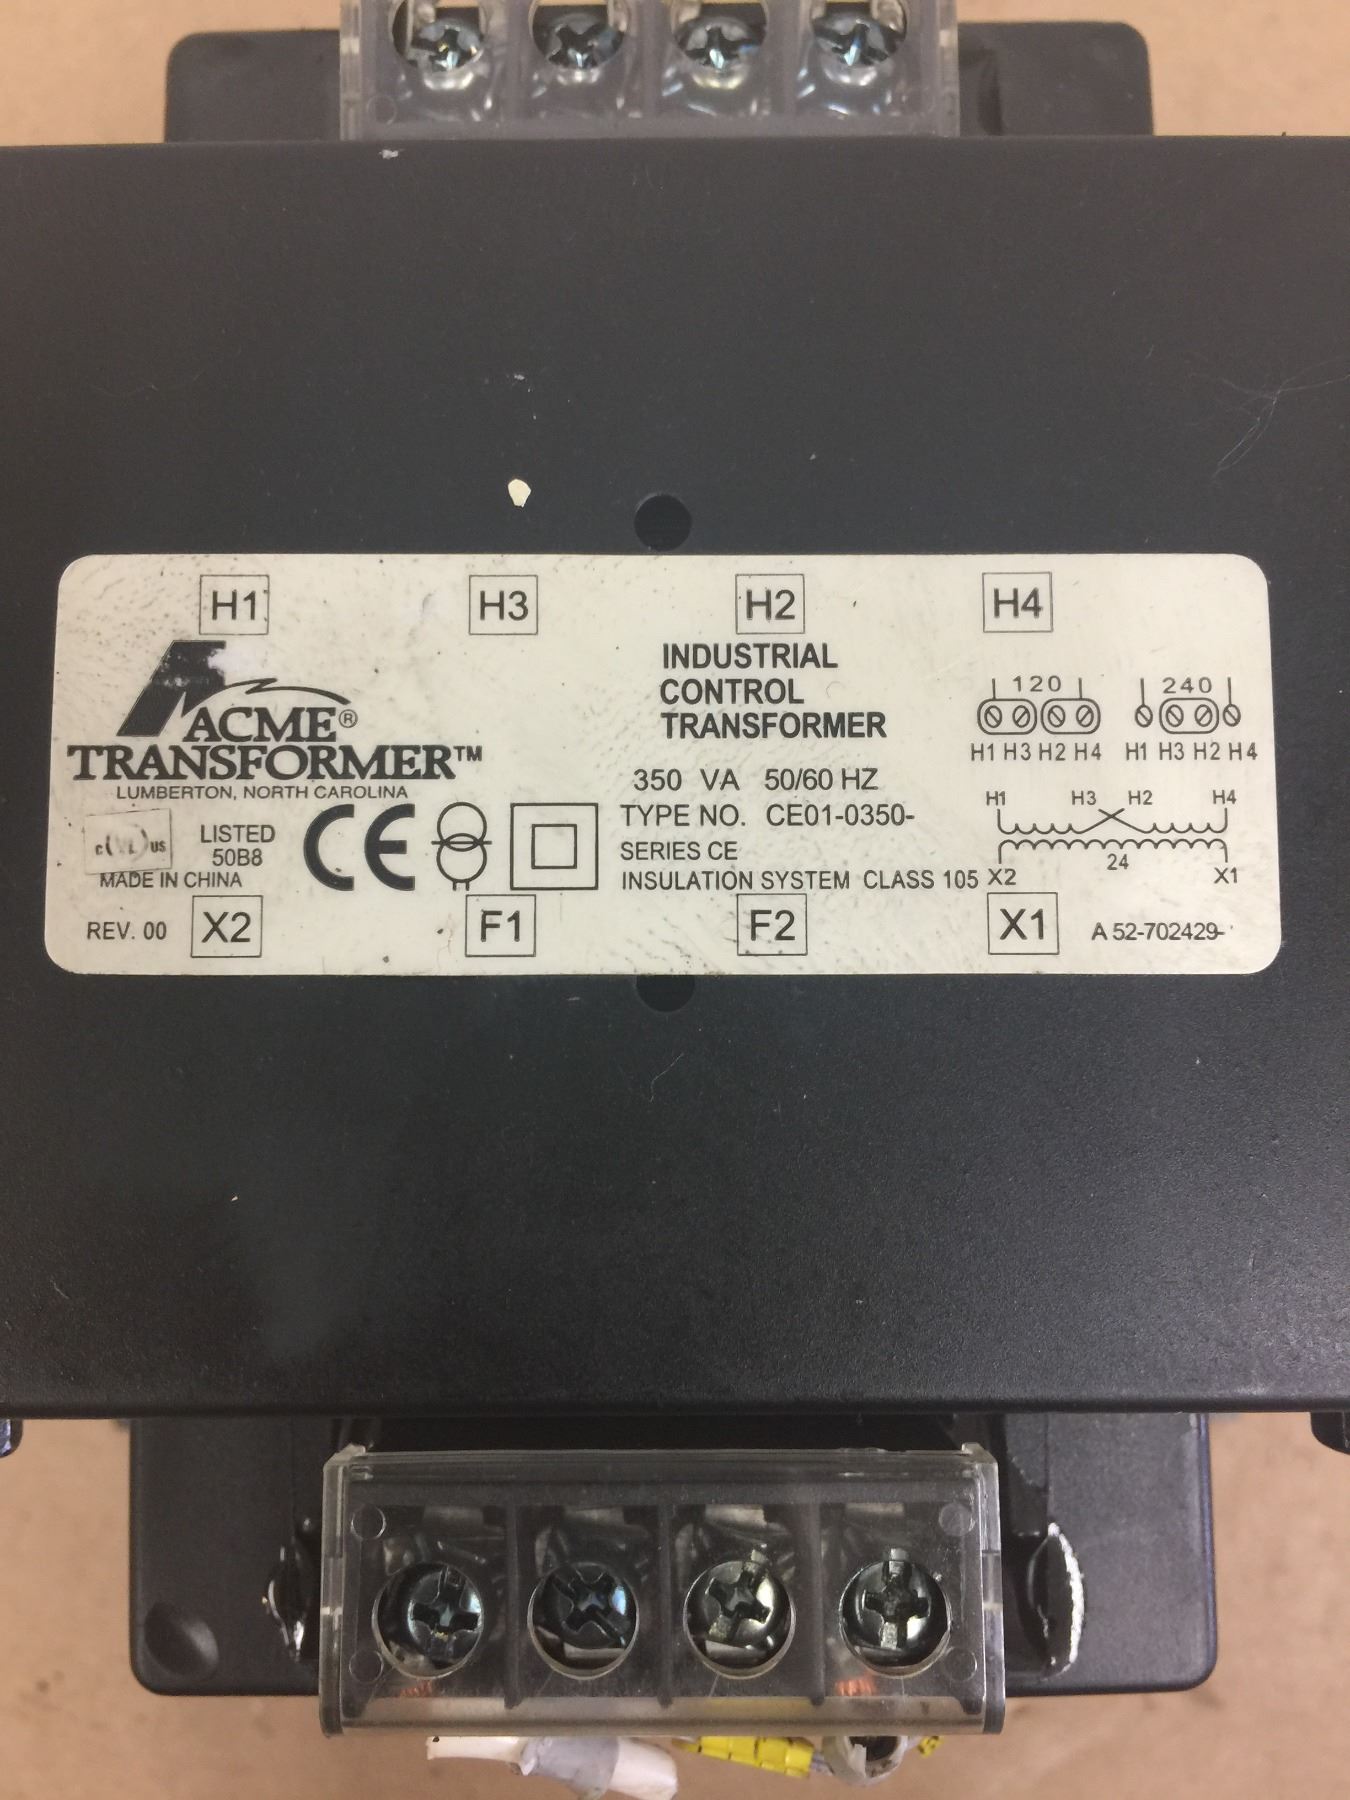 H1 H3 H2 H4
ACME®
TRANSFORMER™
LUMBERTON, NORTH CAROLINA
c UL us
LISTED
50B8
MADE IN CHINA
REV. 00
CE
INDUSTRIAL
CONTROL
TRANSFORMER
350 VA 50/60 HZ
TYPE NO. CE01-0350-
SERIES CE
INSULATION SYSTEM CLASS 105
120
H1 H3 H2 H4
240
H1 H3 H2 H4
H1 H3 H2 H4
24
X2 X1
X2 F1 F2 X1
A 52-702429-